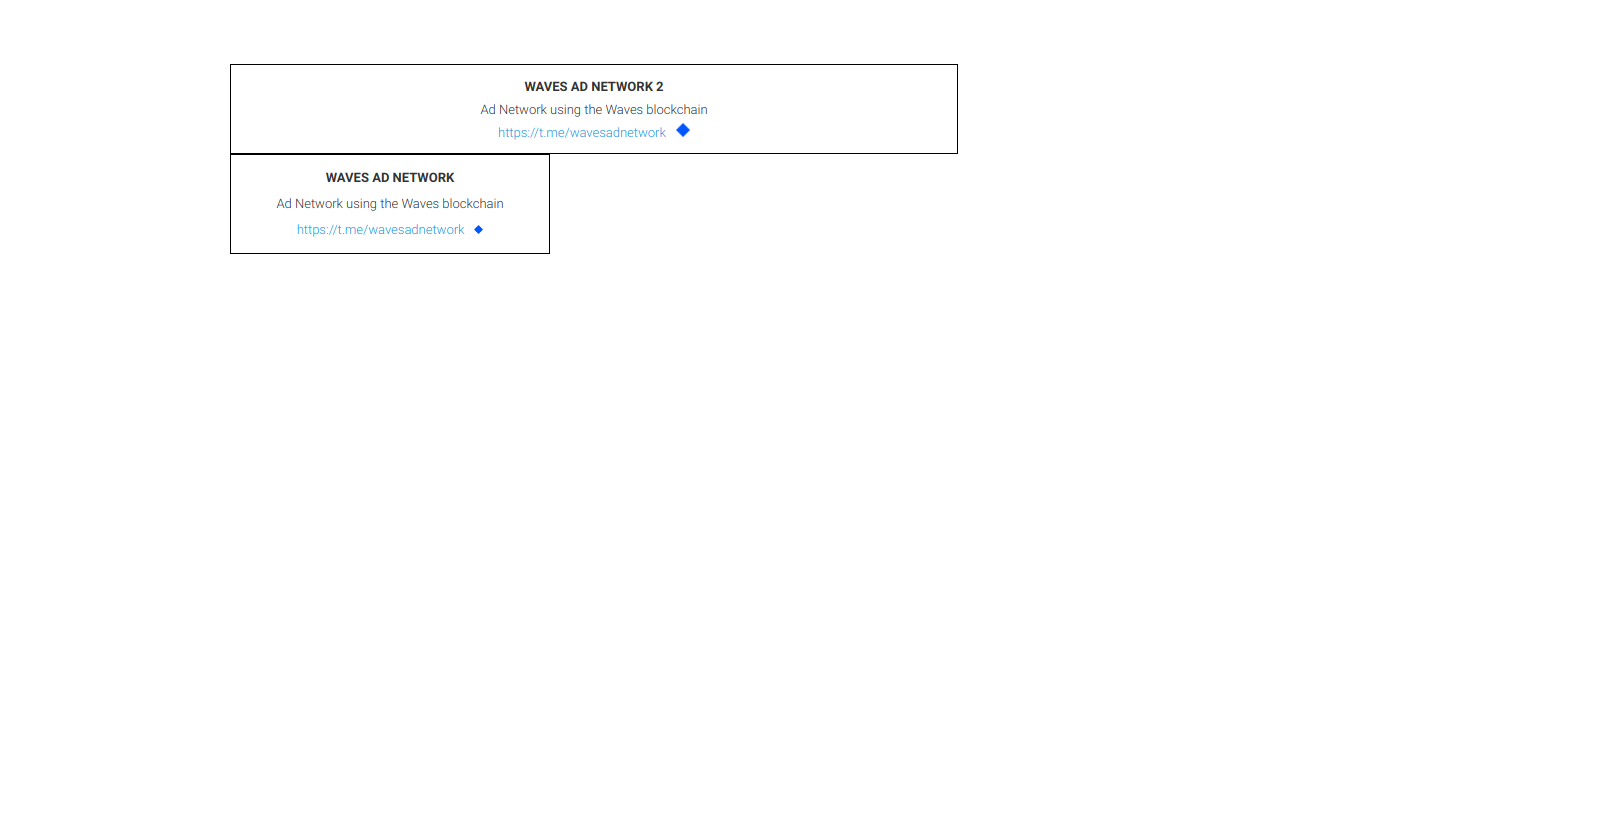 WAVES AD NETWORK 2
Ad Network using the Waves blockchain
https://t.me/wavesadnetwork
WAVES AD NETWORK
Ad Network using the Waves blockchain
https://t.me/wavesadnetwork